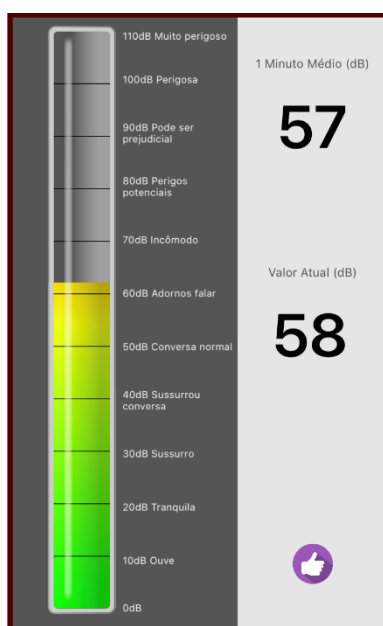 110dB Muito perigoso
100dB Perigosa
90dB Pode ser
prejudicial
80dB Perigos
potenciais
70dB Incômodo
60dB Adornos falar
50dB Conversa normal
40dB Sussurrou
conversa
30dB Sussurro
20dB Tranquila
10dB Ouve
0dB
1 Minuto Médio (dB)
57
Valor Atual (dB)
58